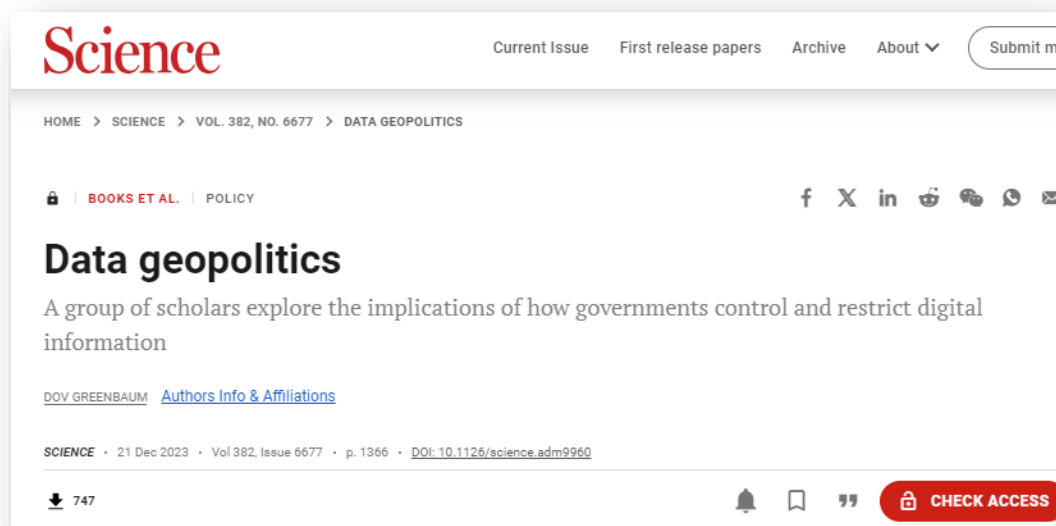 Science
Current Issue First release papers Archive About Submit m
HOME > SCIENCE > VOL. 382, NO. 6677 > DATA GEOPOLITICS
BOOKS ET AL. | POLICY
Data geopolitics
A group of scholars explore the implications of how governments control and restrict digital
information
DOV GREENBAUM Authors Info & Affiliations
SCIENCE • 21 Dec 2023 • Vol 382, Issue 6677 • p. 1366 • DOI: 10.1126/science.adm9960
747 CHECK ACCESS